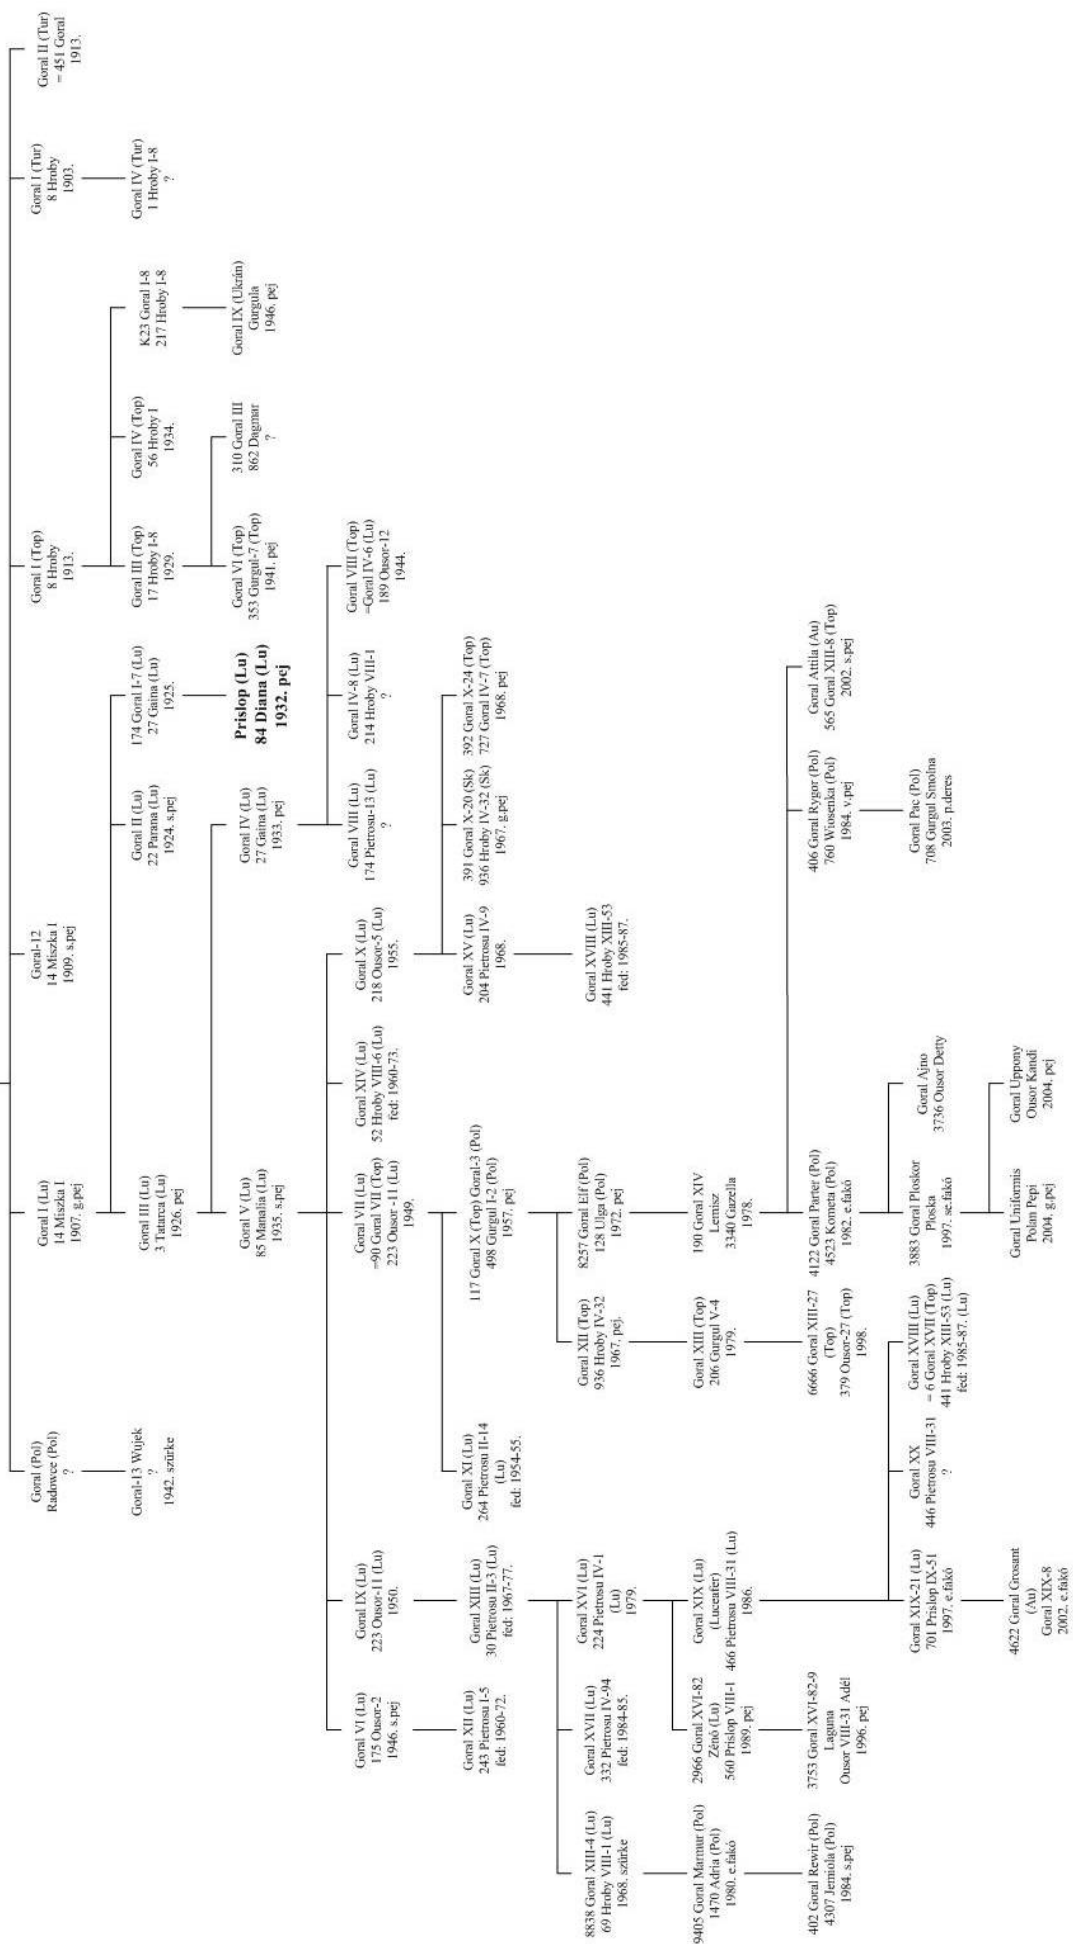 Goral (Pol)
Radowce (Pol)
?
Goral I (Lu)
14 Miszka I
1907. g.pej
Goral-12
14 Miszka I
1909. s.pej
Goral I (Top)
8 Hroby
1913.
Goral I (Tur)
8 Hroby
1903.
Goral II (Tur)
= 451 Goral
1913.
Goral-13 Wujek
?
1942. szürke
Goral III (Lu)
3 Tatarca (Lu)
1926. pej
Goral II (Lu)
22 Parana (Lu)
1924. s.pej
174 Goral I-7 (Lu)
27 Gaina (Lu)
1925.
Goral III (Top)
17 Hroby I-8
1929.
Goral IV (Top)
56 Hroby I
1934.
K23 Goral I-8
217 Hroby I-8
Goral IV (Tur)
1 Hroby I-8
?
Goral V (Lu)
85 Manalia (Lu)
1935. s.pej
Goral IV (Lu)
27 Gaina (Lu)
1933. pej
Prislop (Lu)
84 Diana (Lu)
1932. pej
Goral VI (Top)
353 Gurgul-7 (Top)
1941. pej
310 Goral III
862 Dagmar
?
Goral IX (Ukrán)
Gurgula
1946. pej
Goral VI (Lu)
175 Ousor-2
1946. s.pej
Goral IX (Lu)
223 Ousor-11 (Lu)
1950.
Goral VII (Lu)
=90 Goral VII (Top)
223 Ousor -11 (Lu)
1949.
Goral XIV (Lu)
52 Hroby VIII-6 (Lu)
fed: 1960-73.
Goral X (Lu)
218 Ousor-5 (Lu)
1955.
Goral VIII (Lu)
174 Pietrosu-13 (Lu)
?
Goral IV-8 (Lu)
214 Hroby VIII-1
?
Goral VIII (Top)
=Goral IV-6 (Lu)
189 Ousor-12
1944.
Goral XII (Lu)
243 Pietrosu I-5
fed: 1960-72.
Goral XIII (Lu)
30 Pietrosu II-3 (Lu)
fed: 1967-77.
Goral XI (Lu)
264 Pietrosu II-14
(Lu)
fed: 1954-55.
117 Goral X (Top) Goral-3 (Pol)
498 Gurgul I-2 (Pol)
1957. pej
Goral XV (Lu)
204 Pietrosu IV-9
1968.
391 Goral X-20 (Sk)
936 Hroby IV-32 (Sk)
1967. g.pej
392 Goral X-24 (Top)
727 Goral IV-7 (Top)
1968. pej
8838 Goral XIII-4 (Lu)
69 Hroby VIII-1 (Lu)
1968. szürke
Goral XVII (Lu)
332 Pietrosu IV-94
fed: 1984-85.
Goral XVI (Lu)
224 Pietrosu IV-1
(Lu)
1979.
Goral XII (Top)
936 Hroby IV-32
1967. pej.
8257 Goral Elf (Pol)
128 Ulga (Pol)
1972. pej
Goral XVIII (Lu)
441 Hroby XIII-53
fed: 1985-87.
9405 Goral Marmur (Pol)
1470 Adria (Pol)
1980. e.fakó
2966 Goral XVI-82
Zénó (Lu)
560 Prislop VIII-1
1989. pej
Goral XIX (Lu)
(Luceafer)
466 Pietrosu VIII-31 (Lu)
1986.
Goral XIII (Top)
206 Gurgul V-4
1979.
190 Goral XIV
Lemisz
3340 Gazella
1978.
402 Goral Rewir (Pol)
4307 Jemiola (Pol)
1984. s.pej
3753 Goral XVI-82-9
Laguna
Ousor VIII-31 Adél
1996. pej
6666 Goral XIII-27
(Top)
379 Ousor-27 (Top)
1998.
4122 Goral Parter (Pol)
4523 Kometa (Pol)
1982. e.fakó
406 Goral Rygor (Pol)
760 Wiosenka (Pol)
1984. v.pej
Goral Attila (Au)
565 Goral XIII-8 (Top)
2002. s.pej
Goral XIX-21 (Lu)
701 Prislop IX-51
1997. e.fakó
Goral XX
446 Pietrosu VIII-31
?
Goral XVIII (Lu)
= 6 Goral XVII (Top)
441 Hroby XIII-53 (Lu)
fed: 1985-87. (Lu)
3883 Goral Ploskor
Ploska
1997. se.fakó
Goral Ajno
3736 Ousor Detty
Goral Pac (Pol)
708 Gurgul Smolna
2003. p.deres
4622 Goral Grosant
(Au)
Goral XIX-8
2002. e.fakó
Goral Uniformis
Polan Pepi
2004. g.pej
Goral Uppony
Ousor Kandi
2004. pej